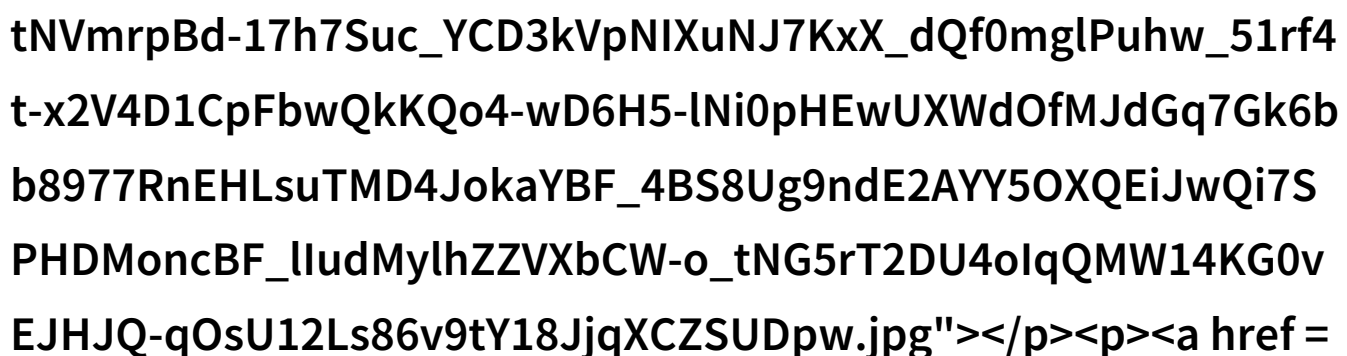 tNVmrpBd-17h7Suc_YCD3kVpNIXuNJ7KxX_dQf0mglPuhw_51rf4
t-x2V4D1CpFbwQkKQo4-wD6H5-lNi0pHEwUXWdOfMJdGq7Gk6b
b8977RnEHLsuTMD4JokaYBF_4BS8Ug9ndE2AYY5OXQEiJwQi7S
PHDMoncBF_lIudMylhZZVXbCW-o_tNG5rT2DU4oIqQMW14KG0v
EJHJQ-qOsU12Ls86v9tY18JjqXCZSUDpw.jpg"></p><p><a href =